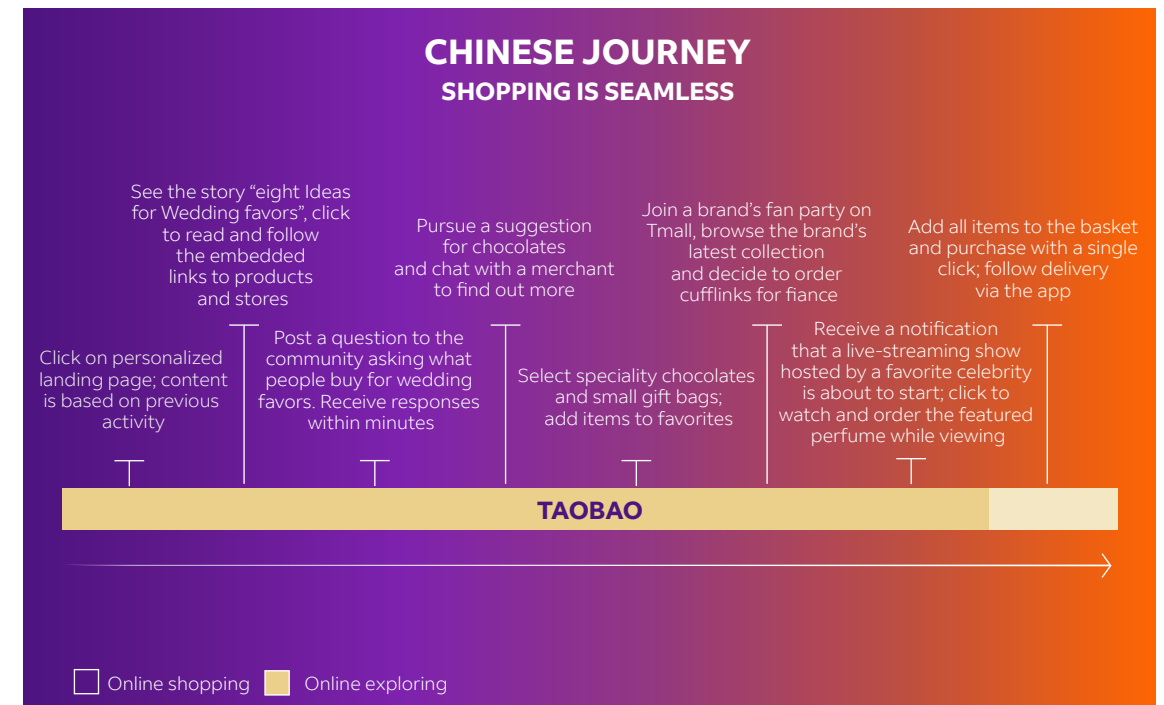 CHINESE JOURNEY
SHOPPING IS SEAMLESS
Click on personalized
landing page; content
is based on previous
activity
See the story “eight Ideas
for Wedding favors”, click
to read and follow
the embedded
links to products
and stores
Post a question to the
community asking what
people buy for wedding
favors. Receive responses
within minutes
Pursue a suggestion
for chocolates
and chat with a merchant
to find out more
Select speciality chocolates
and small gift bags;
add items to favorites
Join a brand’s fan party on
Tmall, browse the brand’s
latest collection
and decide to order
cufflinks for fiance
Receive a notification
that a live-streaming show
hosted by a favorite celebrity
is about to start; click to
watch and order the featured
perfume while viewing
Add all items to the basket
and purchase with a single
click; follow delivery
via the app
TAOBAO
Online shopping
Online exploring